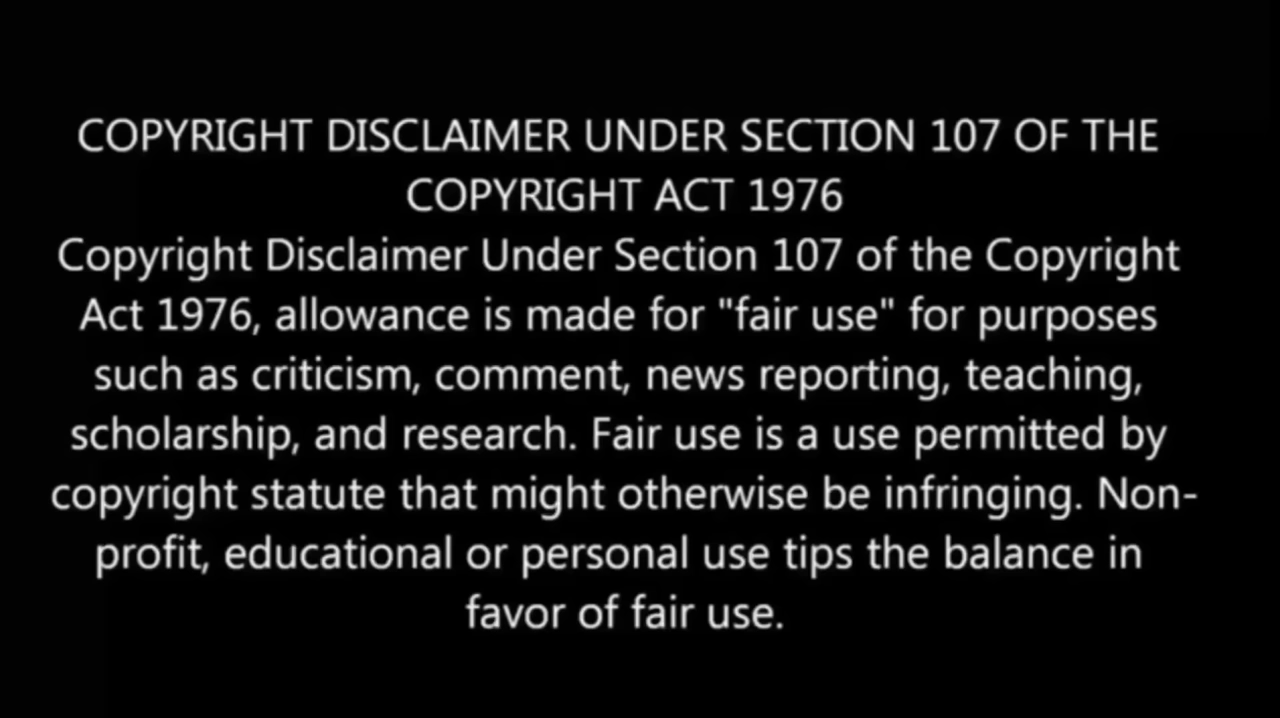 COPYRIGHT DISCLAIMER UNDER SECTION 107 OF THE
COPYRIGHT ACT 1976
Copyright Disclaimer Under Section 107 of the Copyright
Act 1976, allowance is made for "fair use" for purposes
such as criticism, comment, news reporting, teaching,
scholarship, and research. Fair use is a use permitted by
copyright statute that might otherwise be infringing. Non-
profit, educational or personal use tips the balance in
favor of fair use.